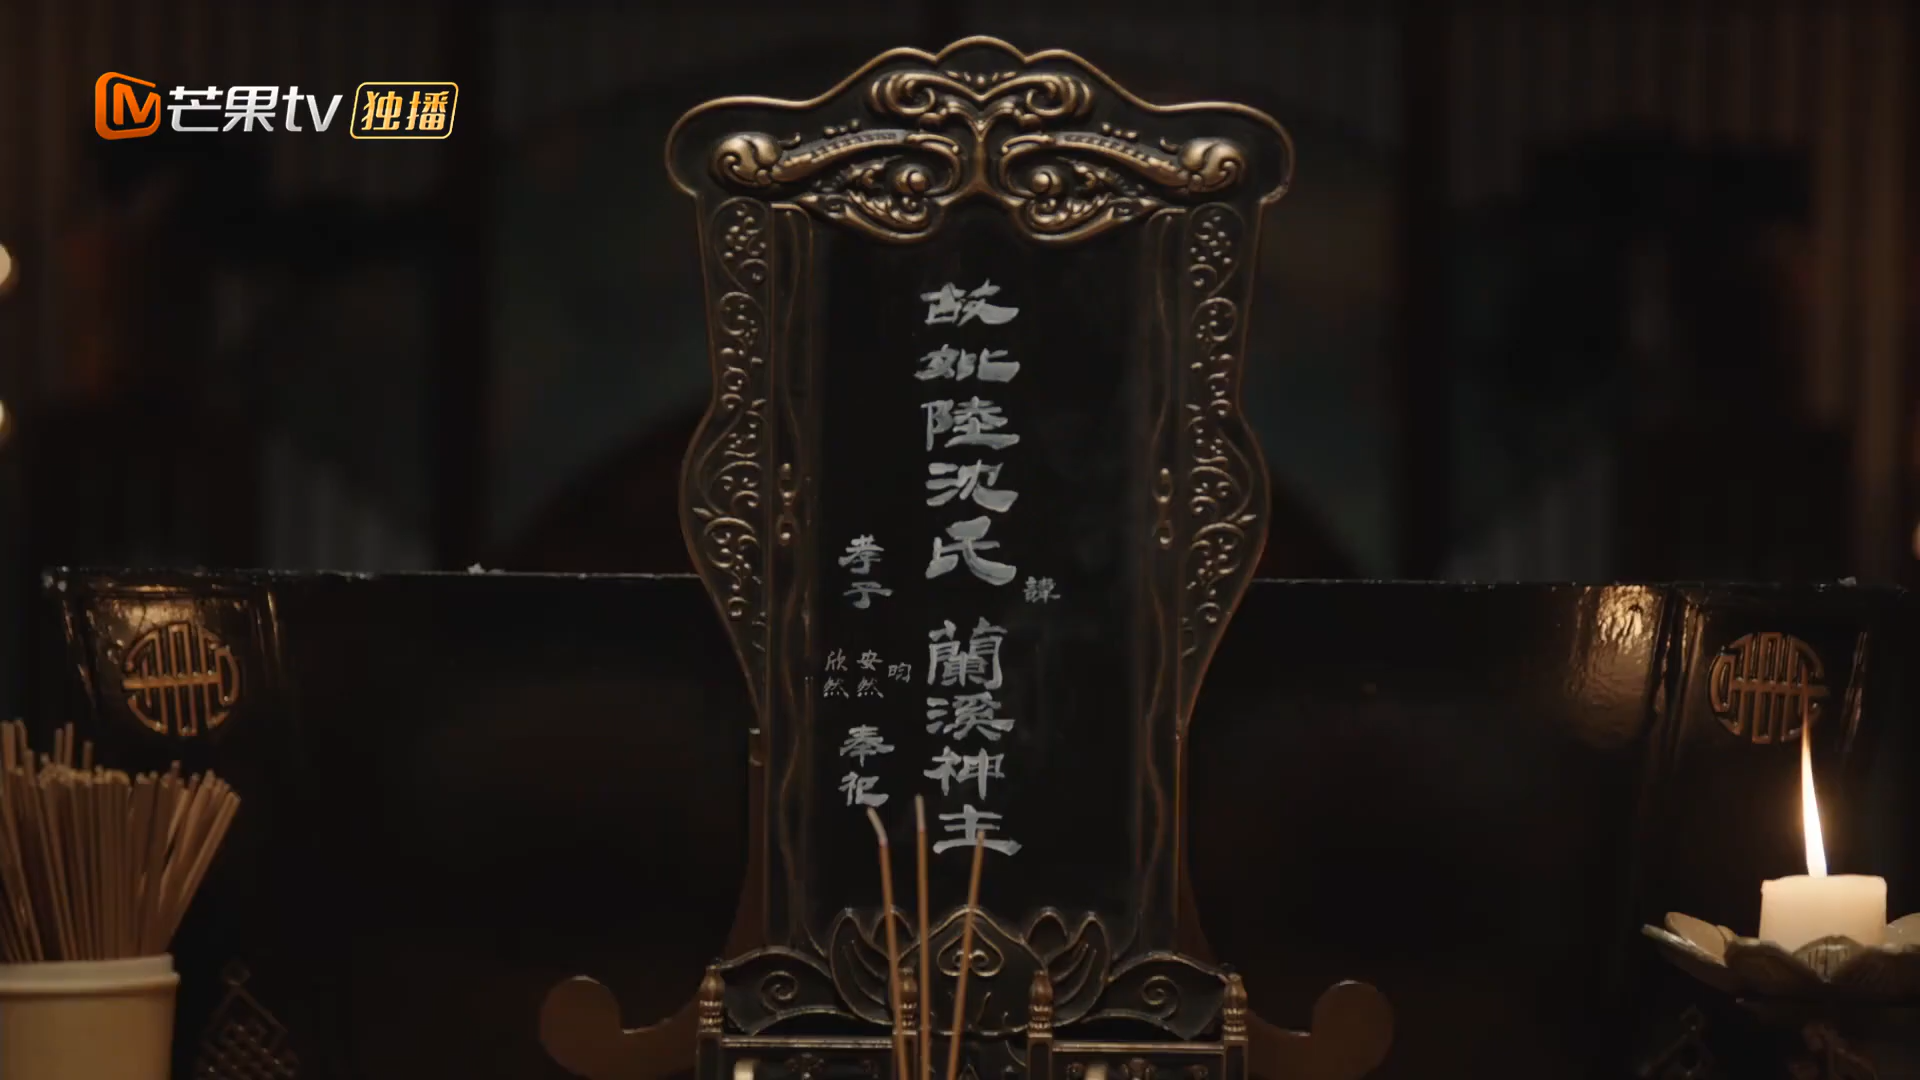 芒果tv 独播
故妣陸沈氏
諱
蘭溪神主
孝子
昀
安然
欣然
奉祀